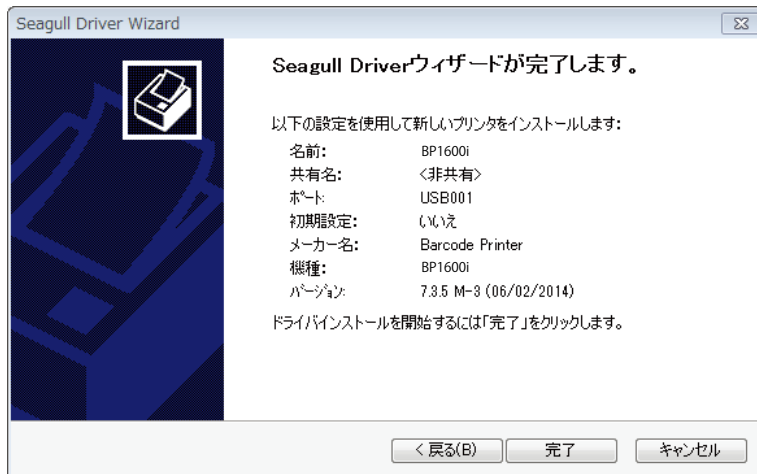 Seagull Driver Wizard
Seagull Driverウィザードが完了します。
以下の設定を使用して新しいプリンタをインストールします:
名前: BP1600i
共有名: <非共有>
ポート: USB001
初期設定: いいえ
メーカー名: Barcode Printer
機種: BP1600i
バージョン: 7.3.5 M-3 (06/02/2014)
ドライバインストールを開始するには「完了」をクリックします。
< 戻る(B) 完了 キャンセル